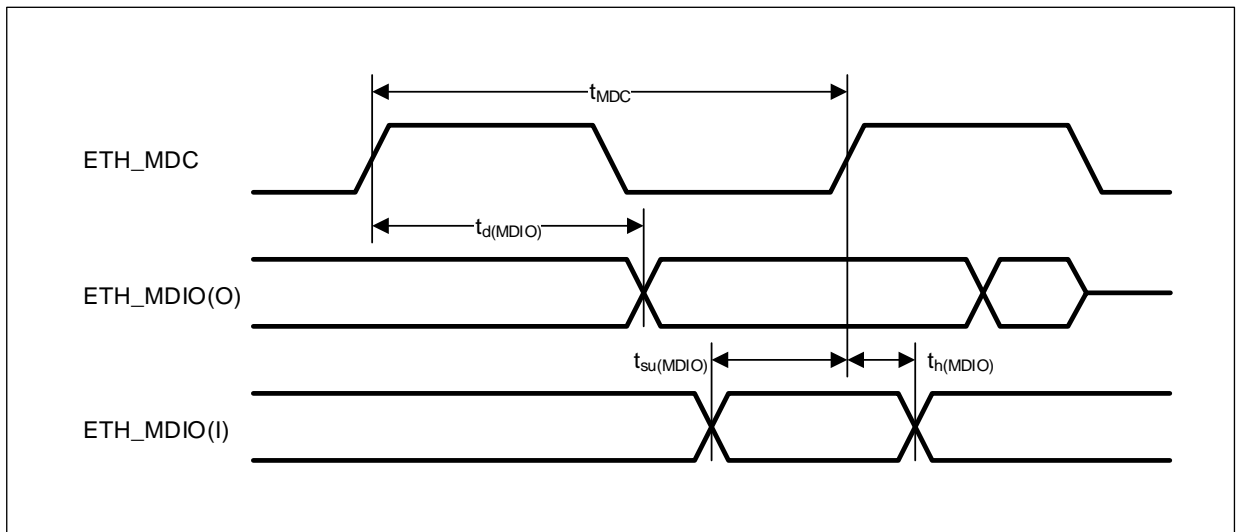 tMDC
ETH_MDC
td(MDIO)
ETH_MDIO(O)
tsu(MDIO)
th(MDIO)
ETH_MDIO(I)